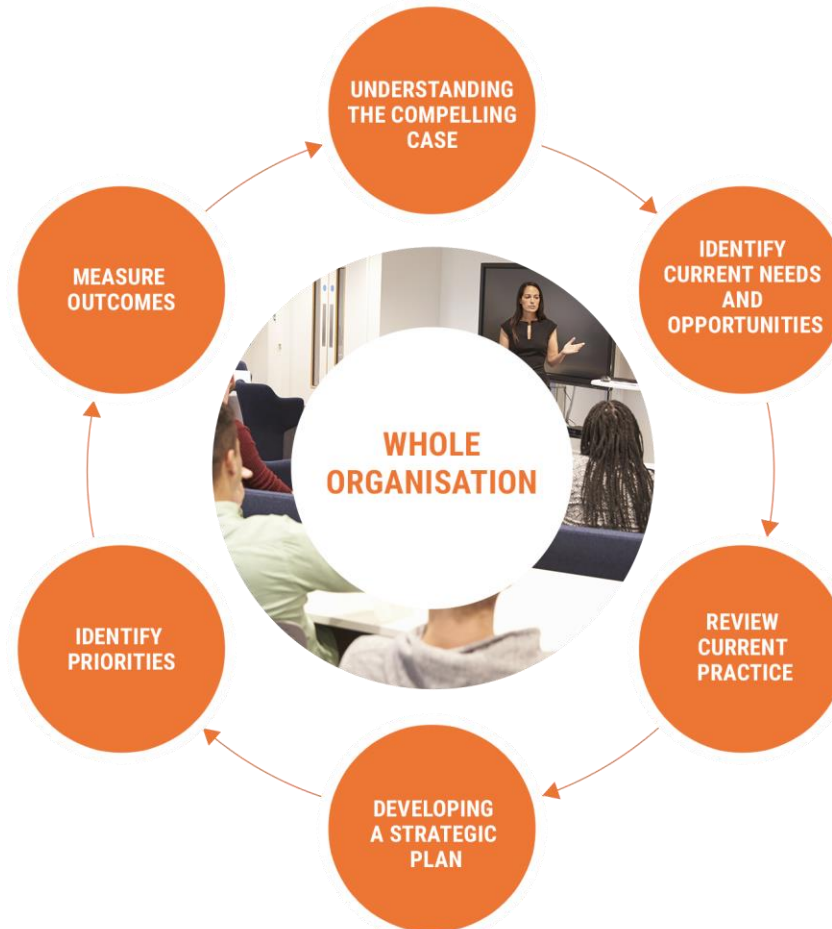 UNDERSTANDING
THE COMPELLING
CASE
IDENTIFY
CURRENT NEEDS
AND
OPPORTUNITIES
REVIEW
CURRENT
PRACTICE
DEVELOPING
A STRATEGIC
PLAN
IDENTIFY
PRIORITIES
MEASURE
OUTCOMES
WHOLE
ORGANISATION